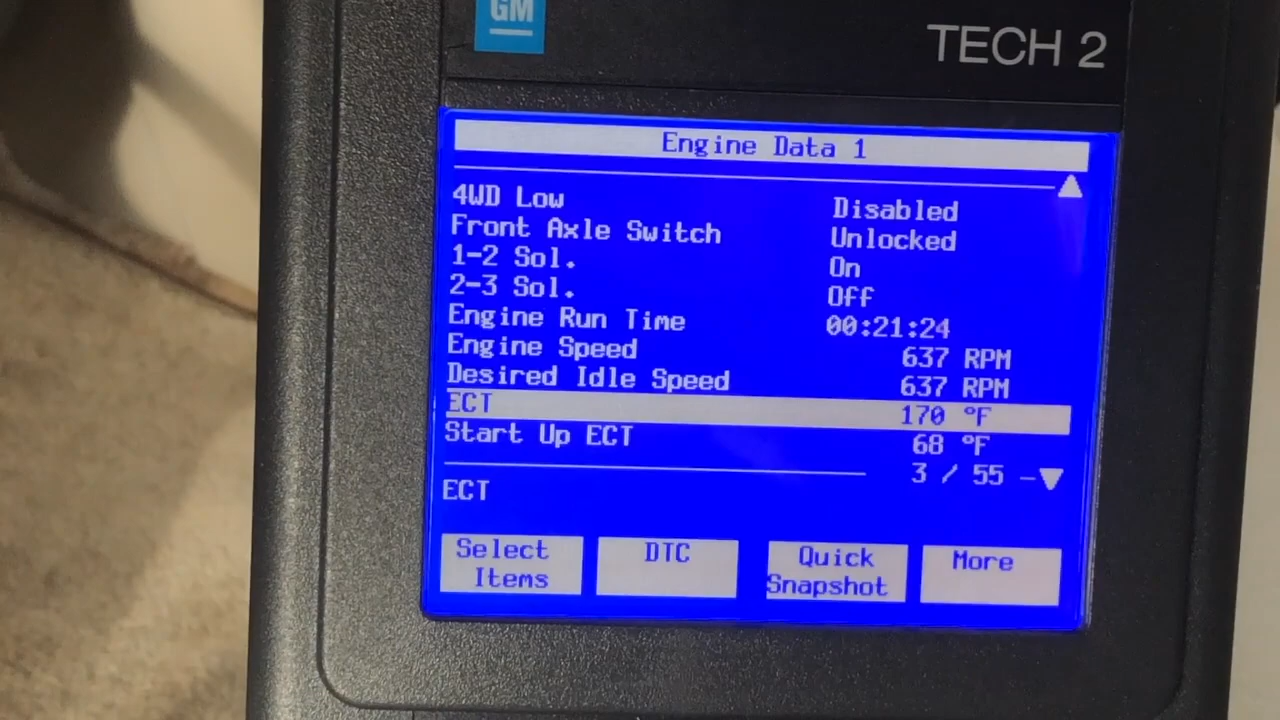 GM
TECH 2
Engine Data 1
4WD Low Disabled
Front Axle Switch Unlocked
1-2 Sol. On
2-3 Sol. Off
Engine Run Time 00:21:24
Engine Speed 637 RPM
Desired Idle Speed 637 RPM
ECT 170 °F
Start Up ECT 68 °F
3 / 55
ECT
Select Items
DTC
Quick Snapshot
More